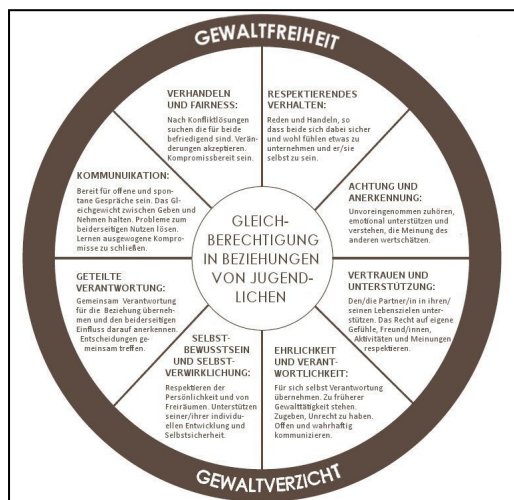 GEWALTFREIHEIT
VERHANDELN
UND FAIRNESS:
Nach Konfliktlösungen
suchen die für beide
befriedigend sind. Verän-
derungen akzeptieren.
Kompromissbereit sein.
RESPEKTIERENDES
VERHALTEN:
Reden und Handeln, so
dass beide sich dabei sicher
und wohl fühlen etwas zu
unternehmen und er/sie
selbst zu sein.
KOMMUNUIKATION:
Bereit für offene und spon-
tane Gespräche sein. Das Gl-
eichgewicht zwischen Geben und
Nehmen halten. Probleme zum
beiderseitigen Nutzen lösen.
Lernen ausgewogene Kompro-
misse zu schließen.
ACHTUNG UND
ANERKENNUNG:
Unvoreingenommen zuhören,
emotional unterstützen und
verstehen, die Meinung des
anderen wertschätzen.
GLEICH-
BERECHTIGUNG
IN BEZIEHUNGEN
VON JUGEND-
LICHEN
GETEILTE
VERANTWORTUNG:
Gemeinsam Verantwortung
für die Beziehung übernehm-
en und den beiderseitigen
Einfluss darauf anerkennen.
Entscheidungen ge-
meinsam treffen.
VERTRAUEN UND
UNTERSTÜTZUNG:
Den/die Partner/in in ihren/
seinen Lebenszielen unter-
stützen. Das Recht auf eigene
Gefühle, Freund/innen,
Aktivitäten und Meinungen
respektieren.
SELBST-
BEWUSSTSEIN
UND SELBST-
VERWIRKLICHUNG:
Respektieren der
Persönlichkeit und von
Freiräumen. Unterstützen
seiner/ihrer individu-
ellen Entwicklung und
Selbstsicherheit.
EHRLICHKEIT
UND VERANT-
WORTLICHKEIT:
Für sich selbst Verantwortung
übernehmen. Zu früherer
Gewalttätigkeit stehen.
Zugeben, Unrecht zu haben.
Offen und wahrhaftig
kommunizieren.
GEWALTVERZICHT